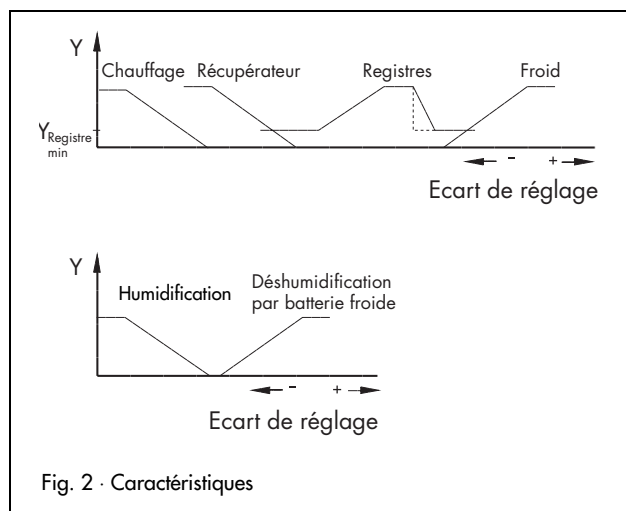 Y
Chauffage Récupérateur Registres Froid
Y Registre
min
- +
Ecart de réglage
Y
Humidification Déshumidification
par batterie froide
- +
Ecart de réglage
Fig. 2 · Caractéristiques